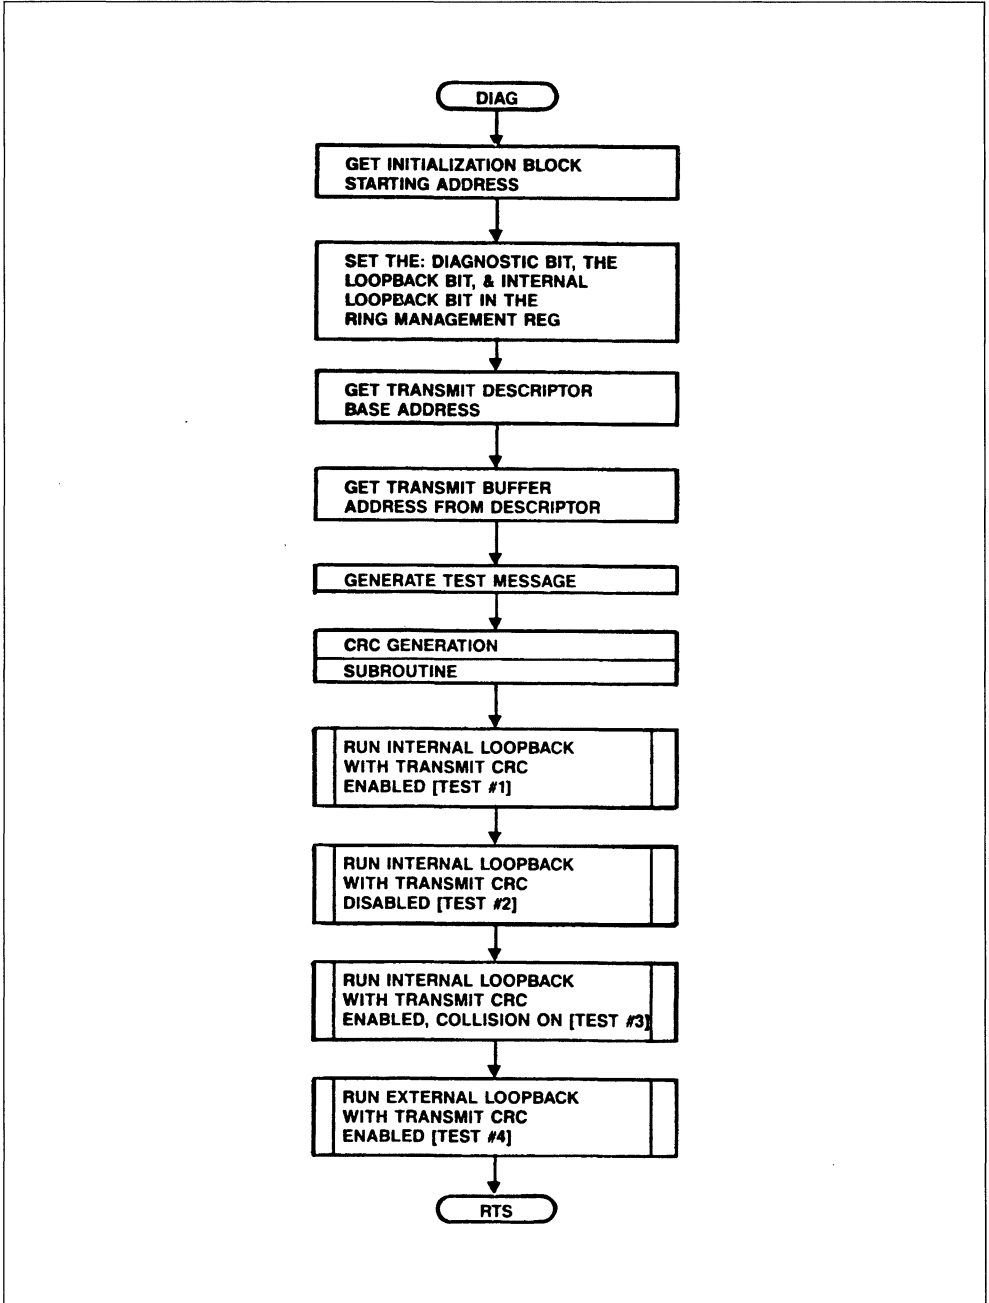 DIAG
GET INITIALIZATION BLOCK
STARTING ADDRESS
SET THE: DIAGNOSTIC BIT, THE
LOOPBACK BIT, & INTERNAL
LOOPBACK BIT IN THE
RING MANAGEMENT REG
GET TRANSMIT DESCRIPTOR
BASE ADDRESS
GET TRANSMIT BUFFER
ADDRESS FROM DESCRIPTOR
GENERATE TEST MESSAGE
CRC GENERATION
SUBROUTINE
RUN INTERNAL LOOPBACK
WITH TRANSMIT CRC
ENABLED [TEST #1]
RUN INTERNAL LOOPBACK
WITH TRANSMIT CRC
DISABLED [TEST #2]
RUN INTERNAL LOOPBACK
WITH TRANSMIT CRC
ENABLED, COLLISION ON [TEST #3]
RUN EXTERNAL LOOPBACK
WITH TRANSMIT CRC
ENABLED [TEST #4]
RTS